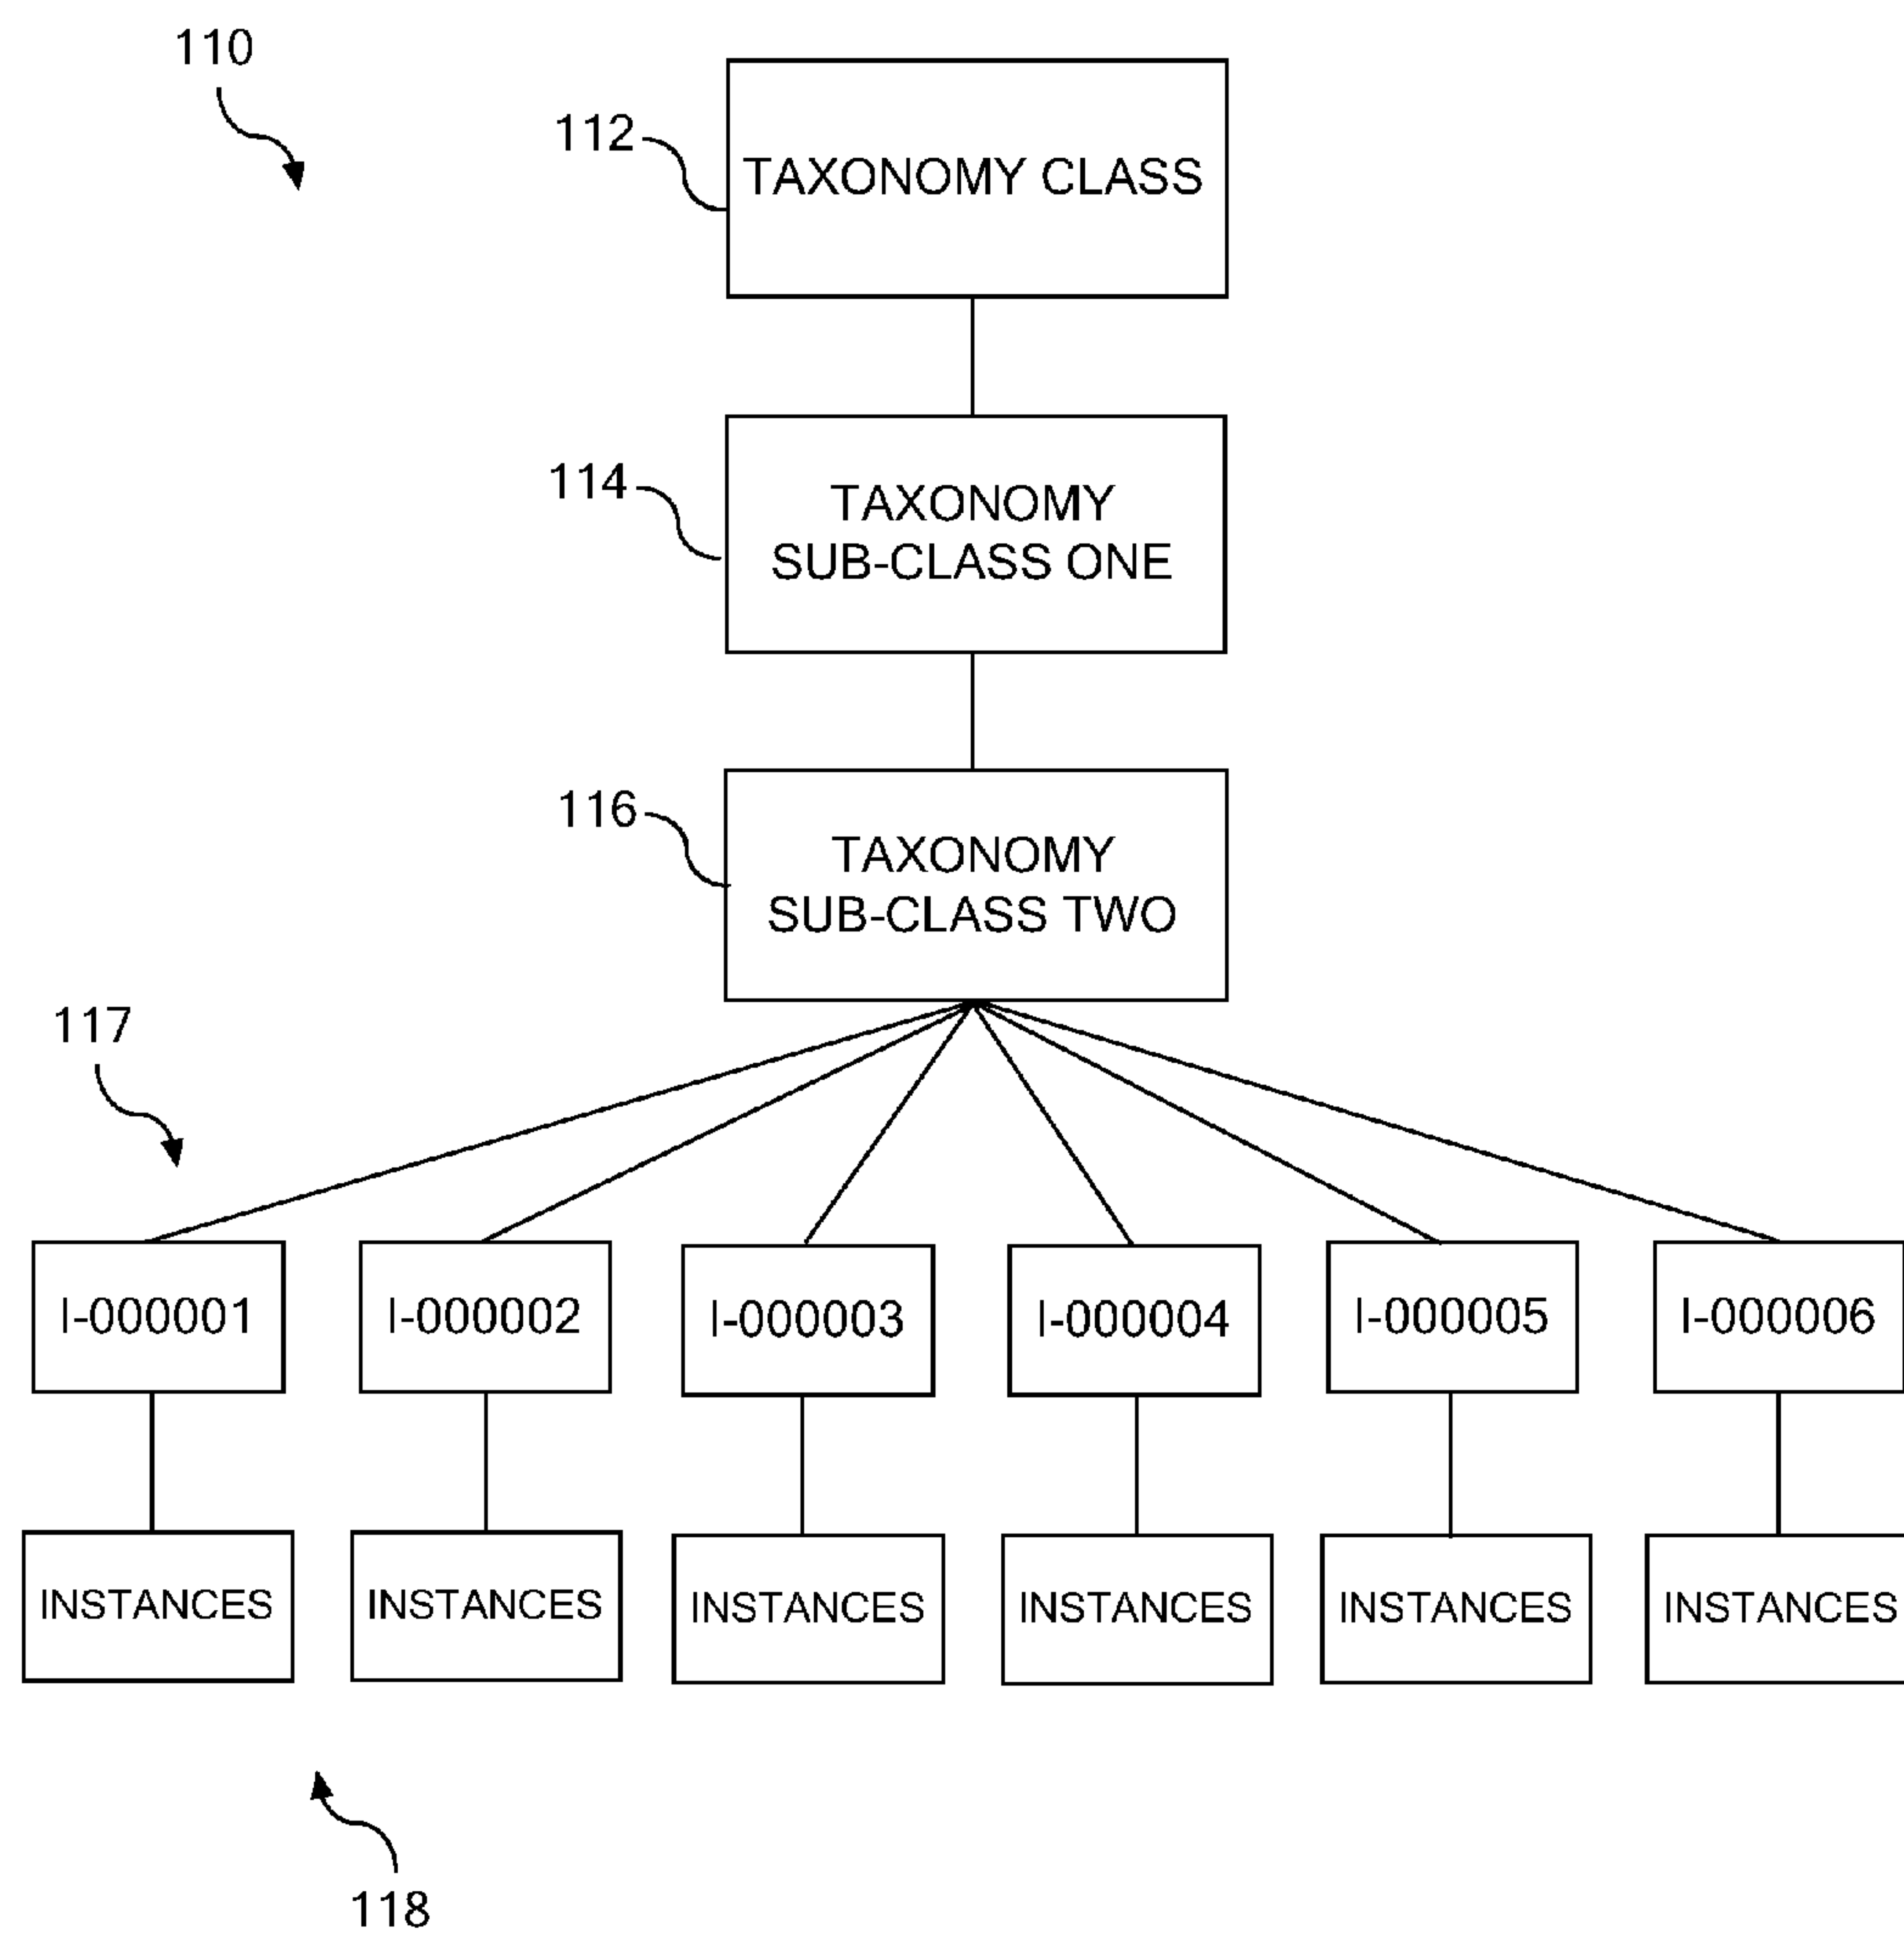 110
112
TAXONOMY CLASS
114
TAXONOMY
SUB-CLASS ONE
116
TAXONOMY
SUB-CLASS TWO
117
I-000001
I-000002
I-000003
I-000004
I-000005
I-000006
INSTANCES
INSTANCES
INSTANCES
INSTANCES
INSTANCES
INSTANCES
118